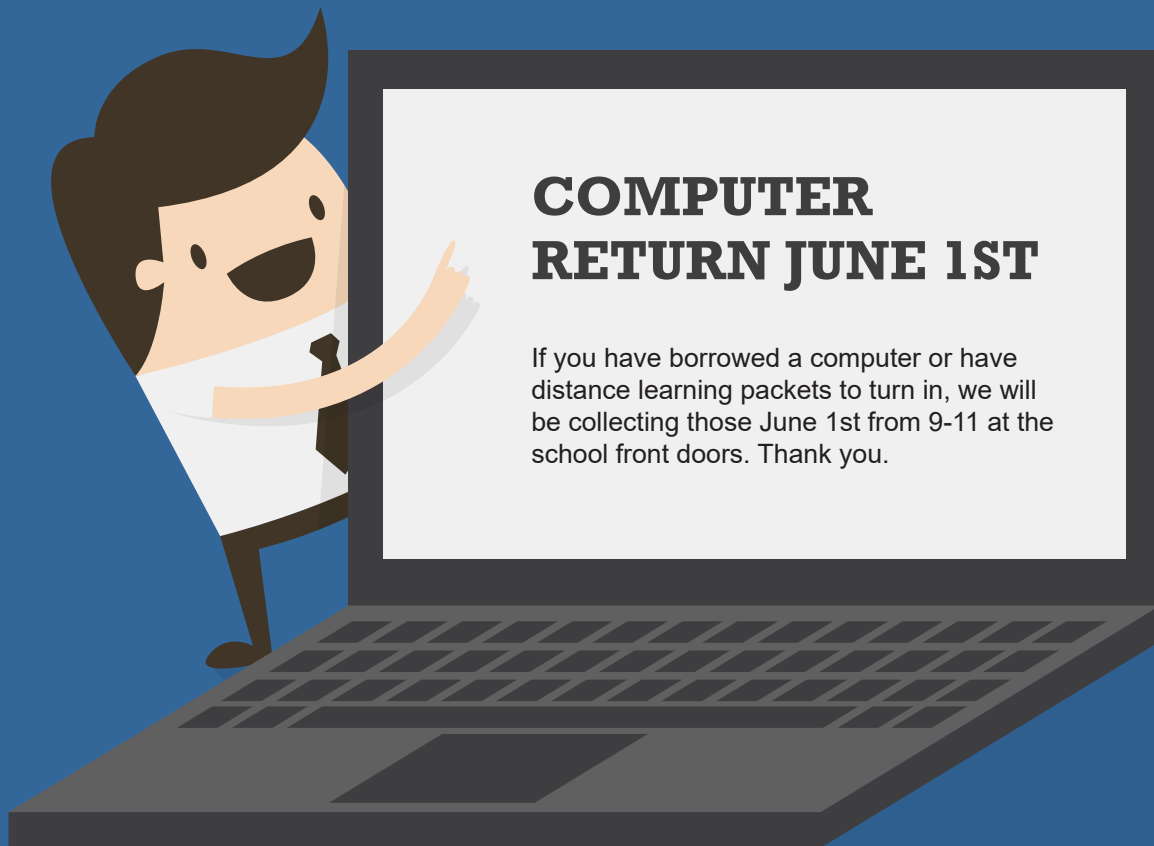 COMPUTER
RETURN JUNE 1ST
If you have borrowed a computer or have
distance learning packets to turn in, we will
be collecting those June 1st from 9-11 at the
school front doors. Thank you.